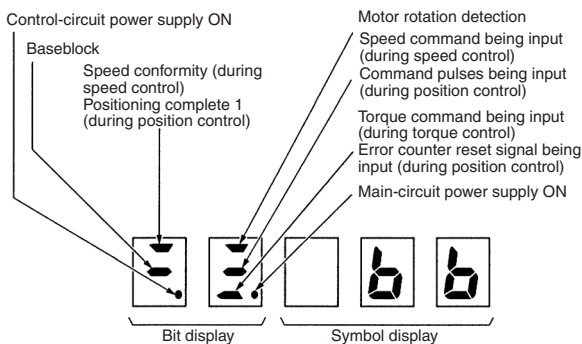 Control-circuit power supply ON
Baseblock
Speed conformity (during
speed control)
Positioning complete 1
(during position control)
Motor rotation detection
Speed command being input
(during speed control)
Command pulses being input
(during position control)
Torque command being input
(during torque control)
Error counter reset signal being
input (during position control)
Main-circuit power supply ON
b b
Bit display
Symbol display